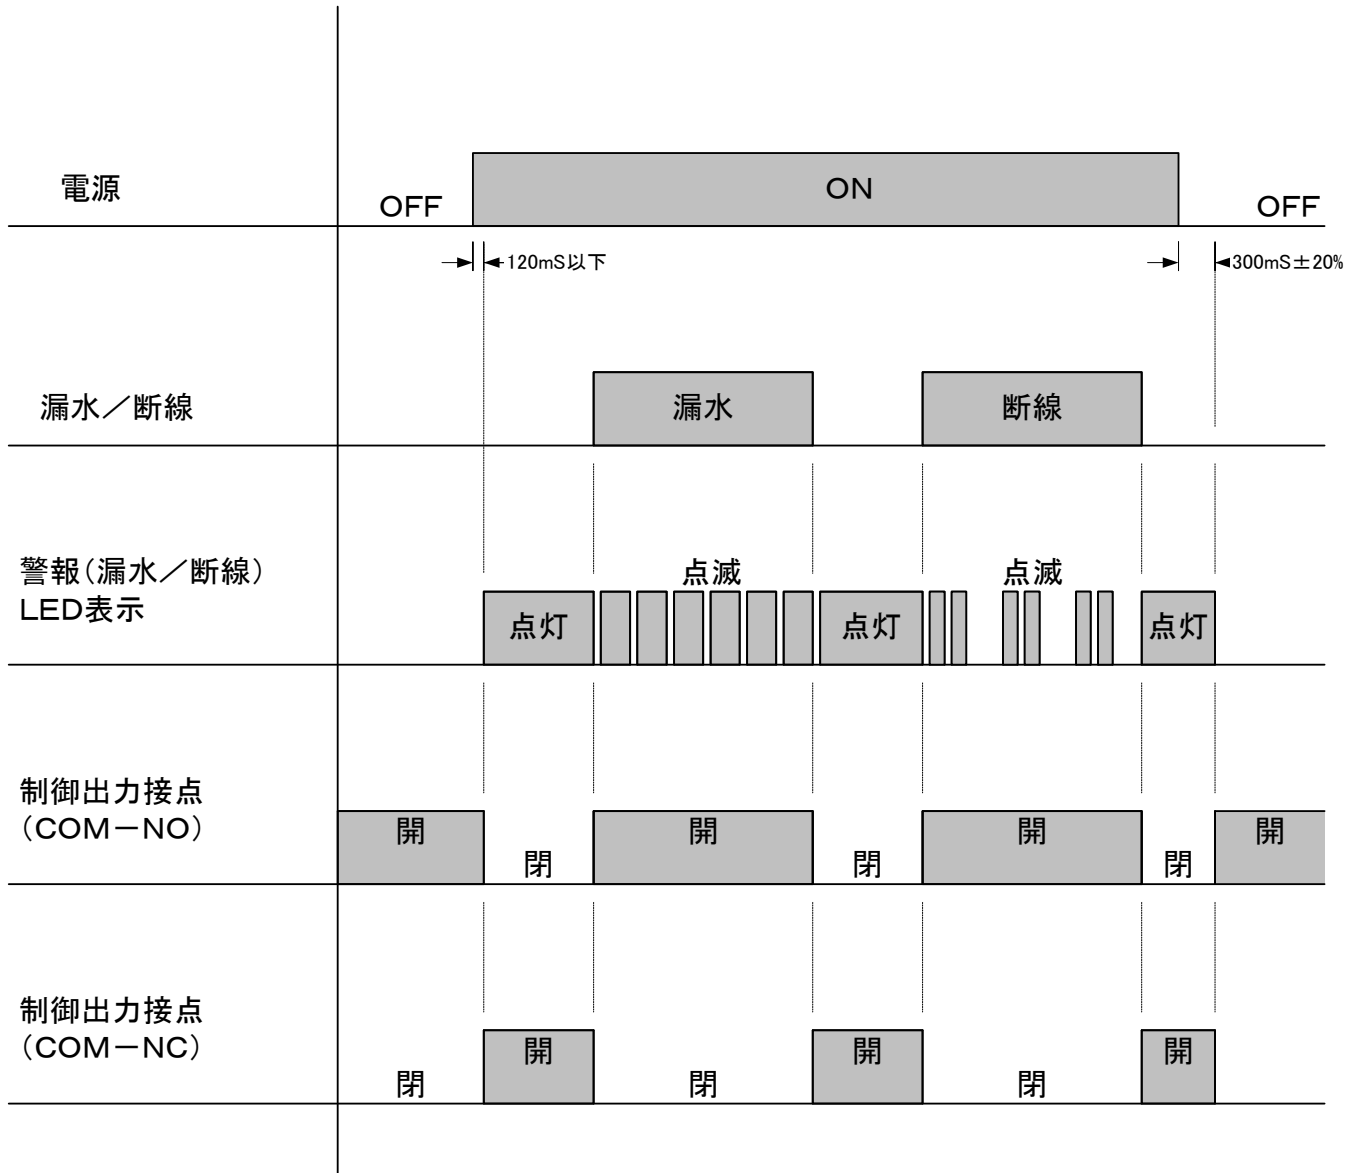 電源
OFF
ON
OFF
120mS以下
300mS±20%
漏水／断線
漏水
断線
警報（漏水／断線）
LED表示
点灯
点滅
点灯
点滅
点灯
制御出力接点
（COM－NO）
開
閉
開
閉
開
閉
開
制御出力接点
（COM－NC）
閉
開
閉
開
閉
開